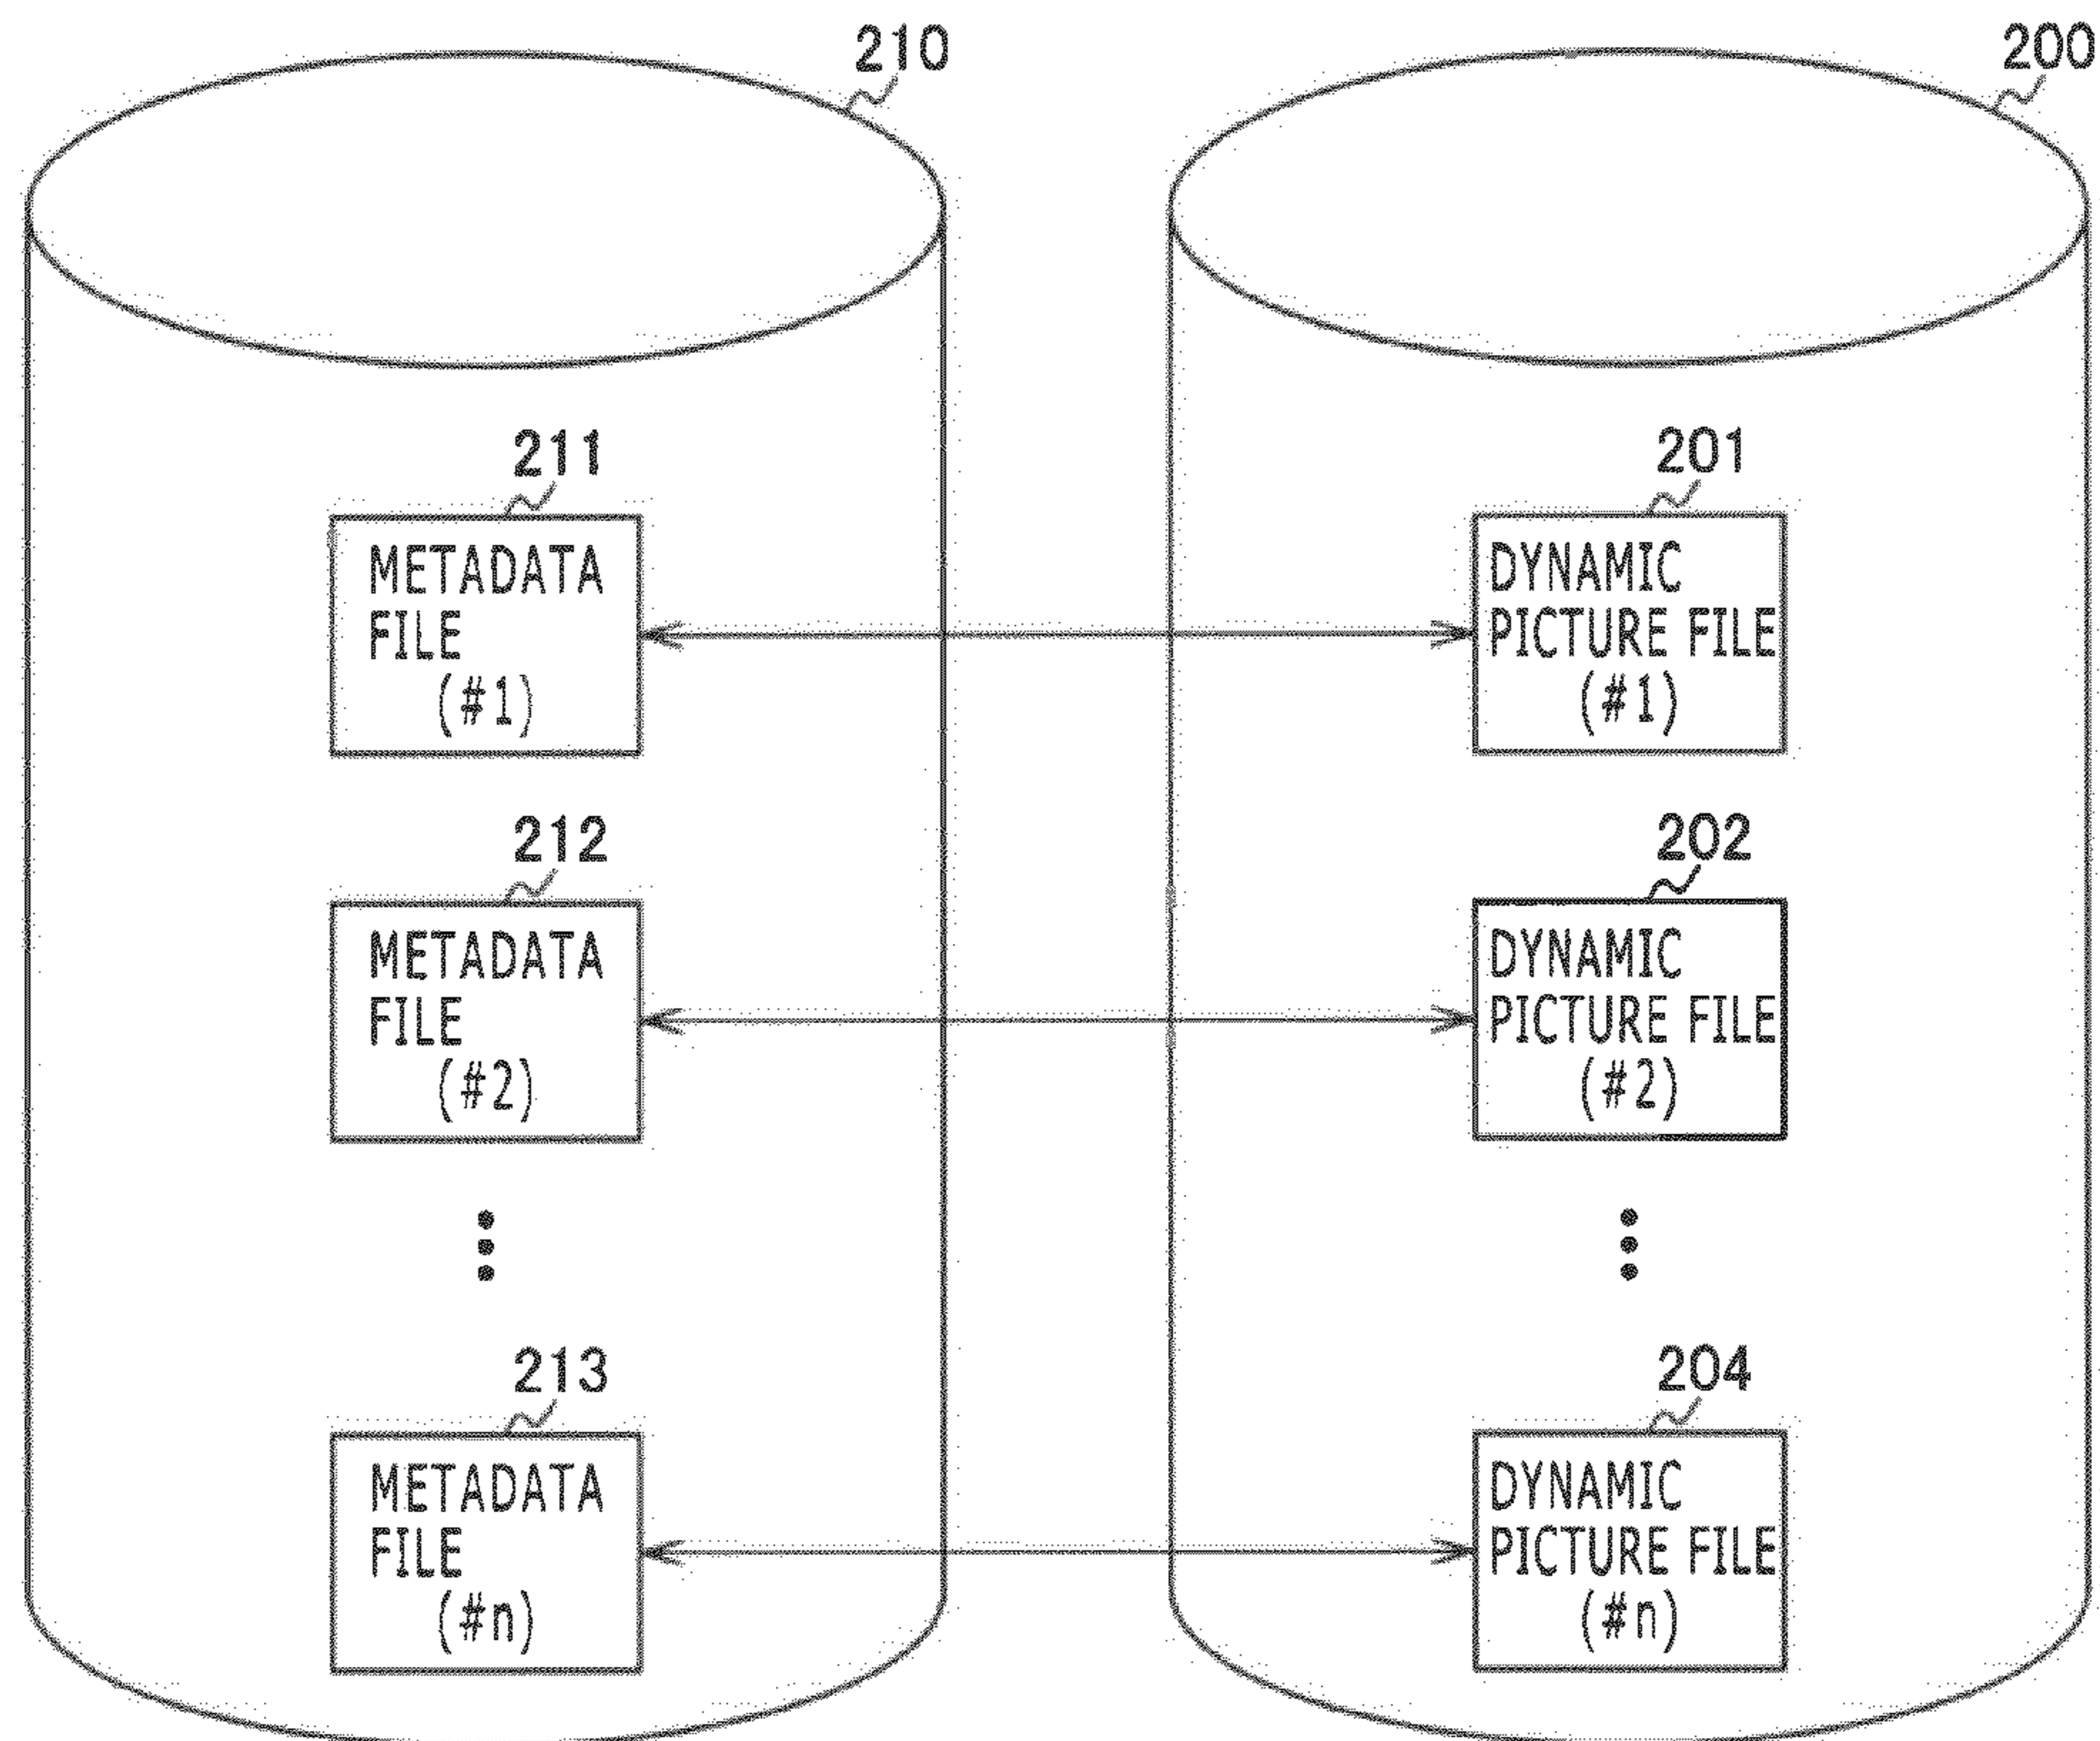 210
200
211
METADATA
FILE
(#1)
201
DYNAMIC
PICTURE FILE
(#1)
212
METADATA
FILE
(#2)
202
DYNAMIC
PICTURE FILE
(#2)
213
METADATA
FILE
(#n)
204
DYNAMIC
PICTURE FILE
(#n)